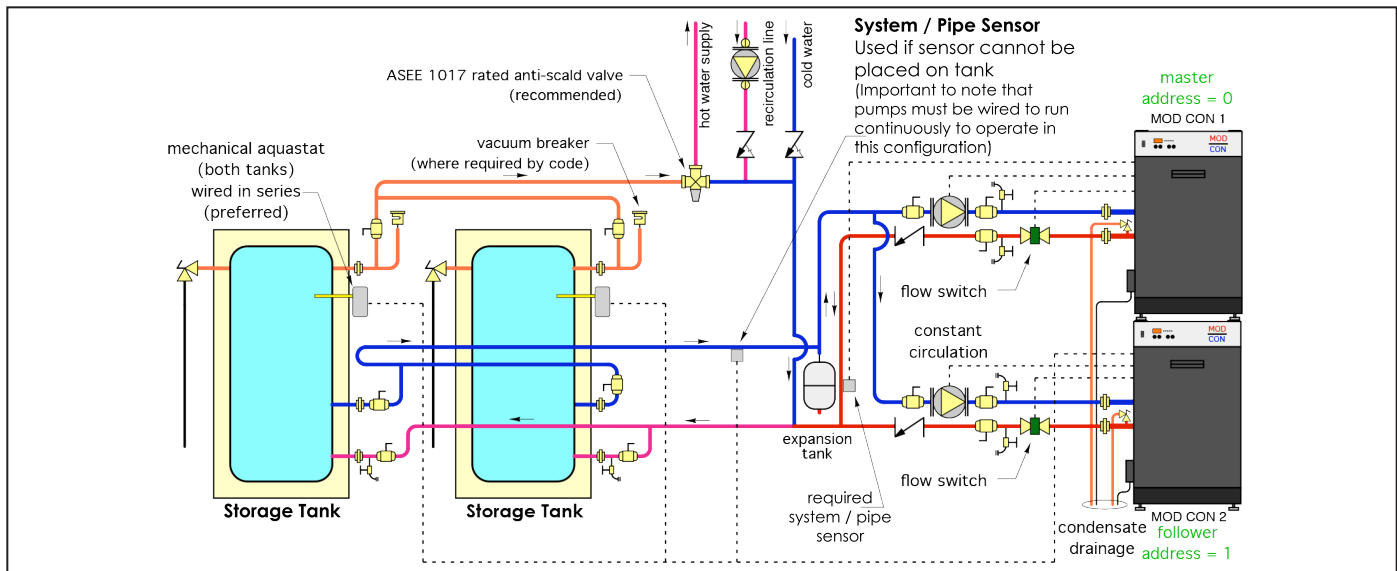 System / Pipe Sensor
Used if sensor cannot be
placed on tank
(Important to note that
pumps must be wired to run
continuously to operate in
this configuration)
ASEE 1017 rated anti-scald valve
(recommended)
hot water supply
recirculation line
cold water
master
address = 0
MOD CON 1
MOD
CON
vacuum breaker
(where required by code)
mechanical aquastat
(both tanks)
wired in series
(preferred)
flow switch
constant
circulation
MOD
CON
expansion
tank
flow switch
required
system / pipe
sensor
Storage Tank
Storage Tank
condensate
drainage
MOD CON 2
follower
address = 1